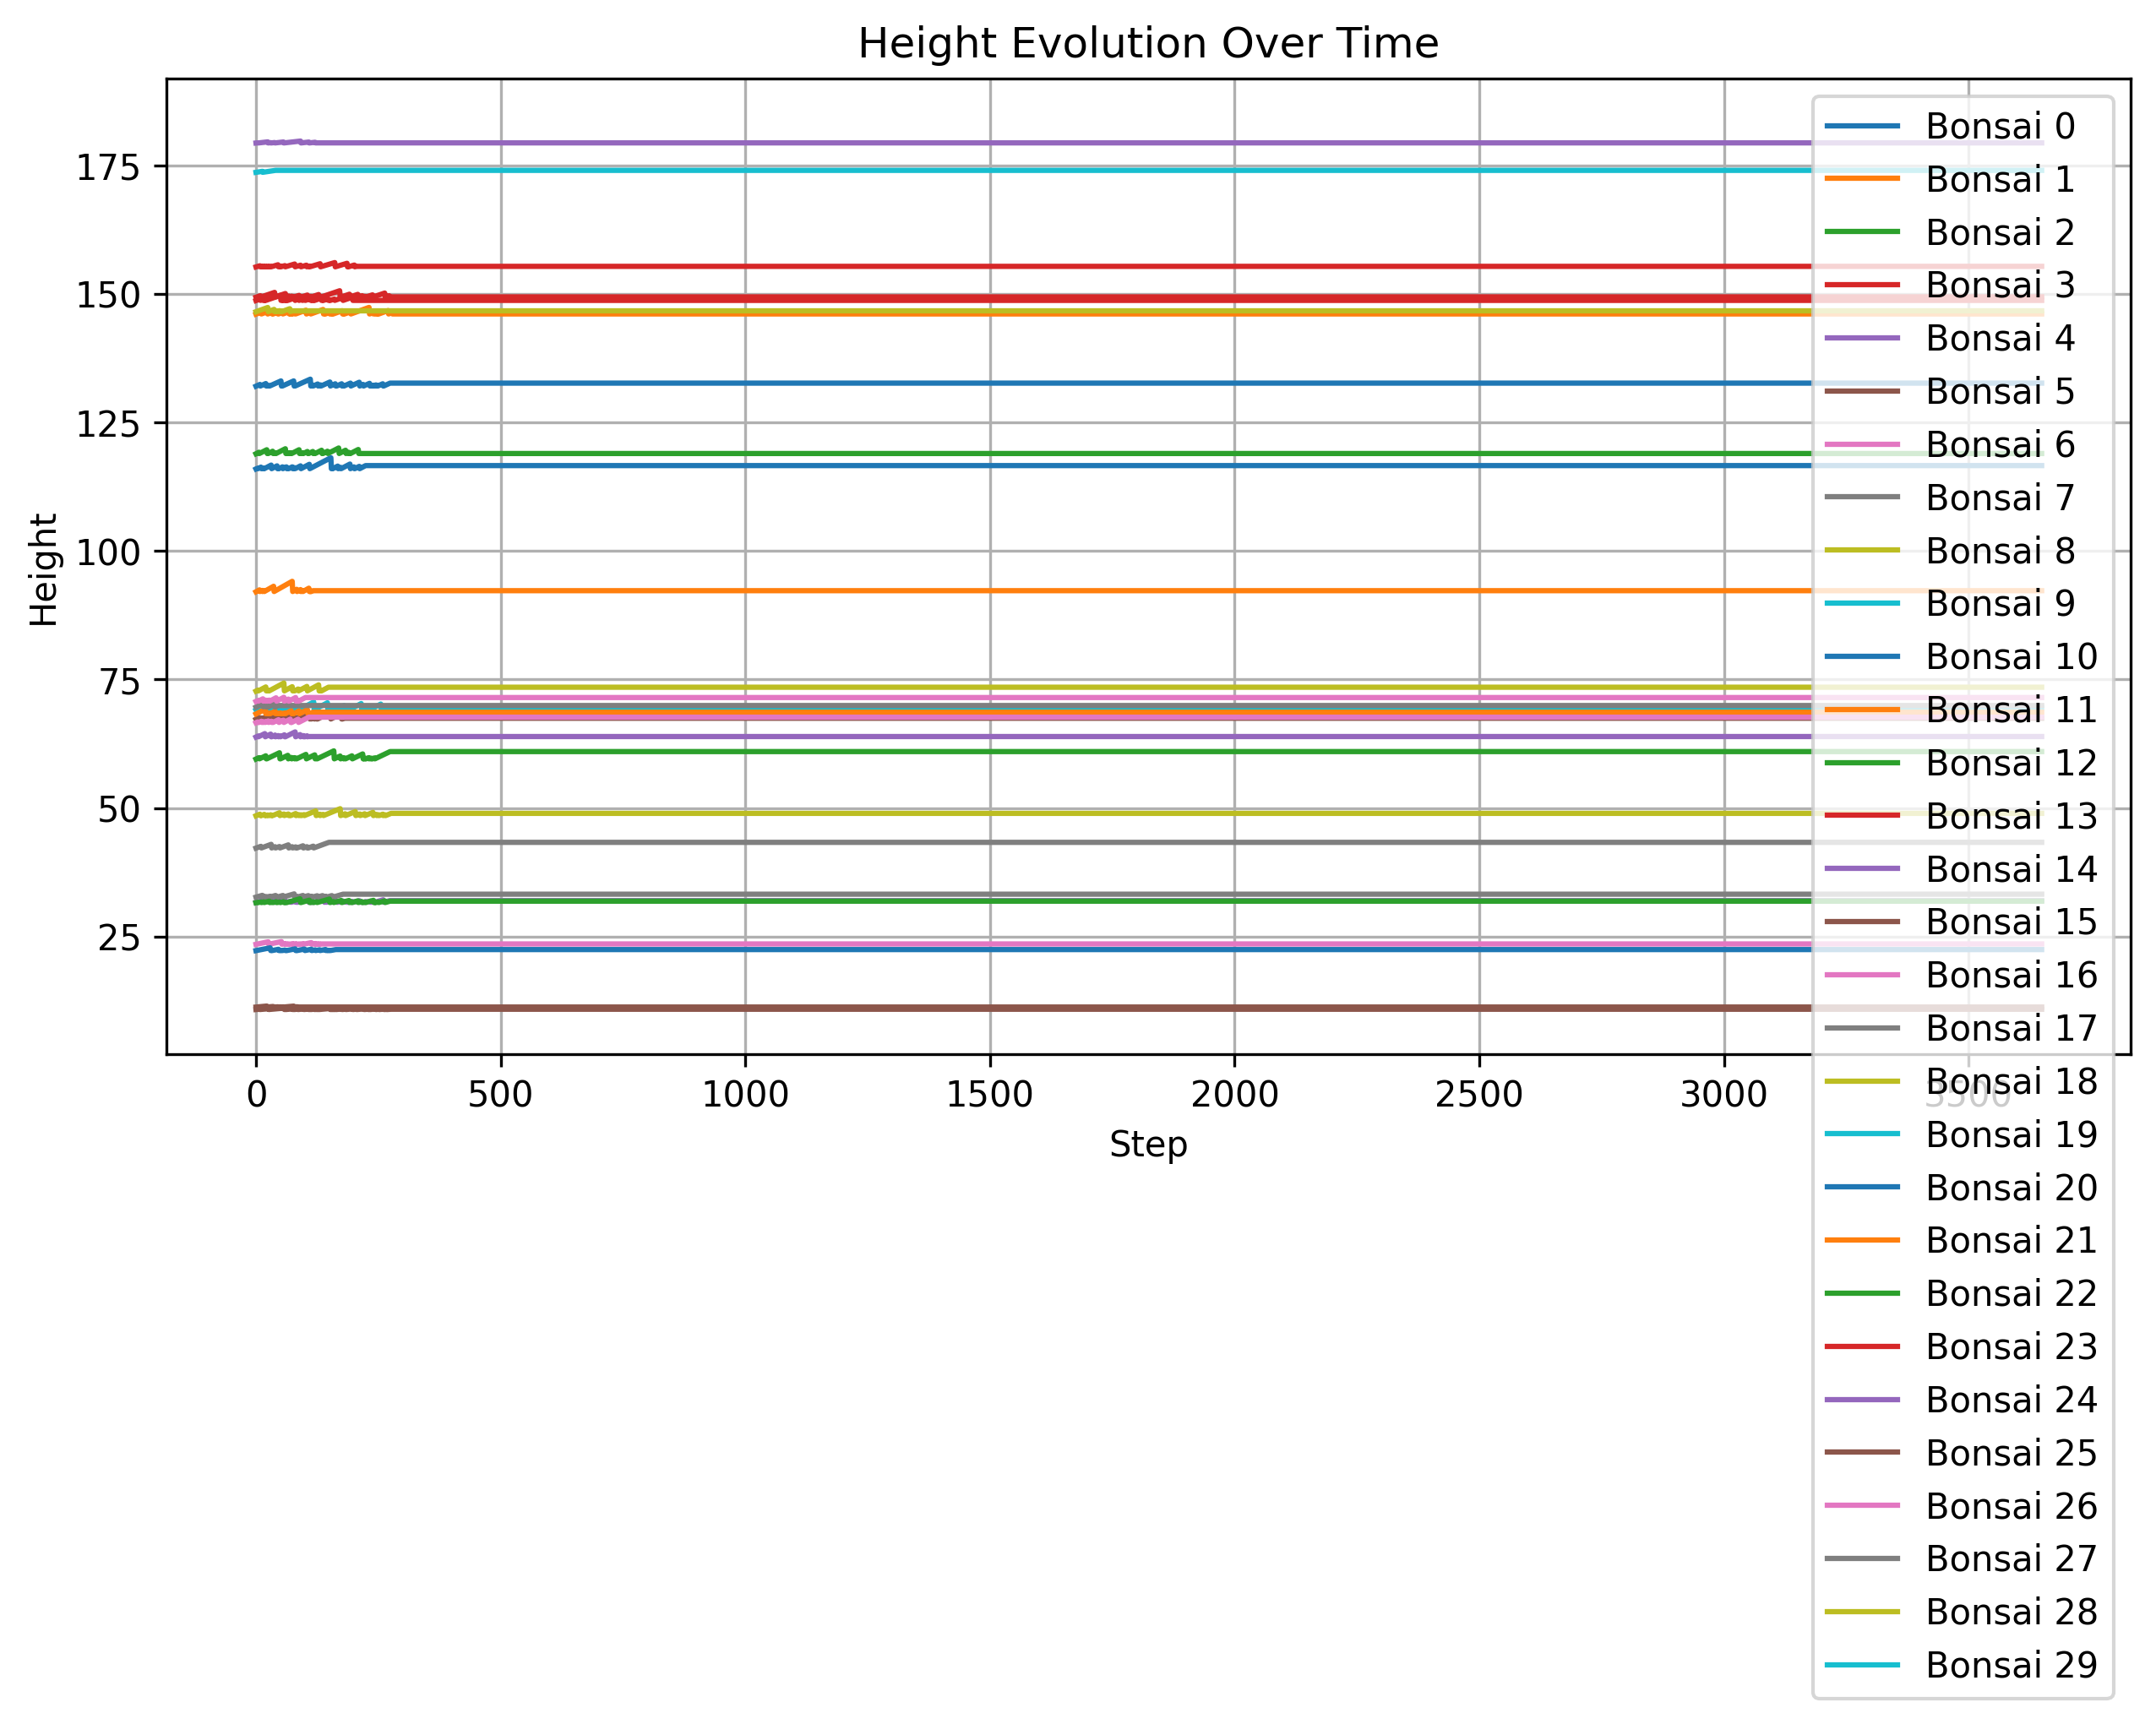 Height Evolution Over Time
Height
175
150
125
100
75
50
25
0
500
1000
1500
2000
2500
3000
3500
Step
Bonsai 0
Bonsai 1
Bonsai 2
Bonsai 3
Bonsai 4
Bonsai 5
Bonsai 6
Bonsai 7
Bonsai 8
Bonsai 9
Bonsai 10
Bonsai 11
Bonsai 12
Bonsai 13
Bonsai 14
Bonsai 15
Bonsai 16
Bonsai 17
Bonsai 18
Bonsai 19
Bonsai 20
Bonsai 21
Bonsai 22
Bonsai 23
Bonsai 24
Bonsai 25
Bonsai 26
Bonsai 27
Bonsai 28
Bonsai 29